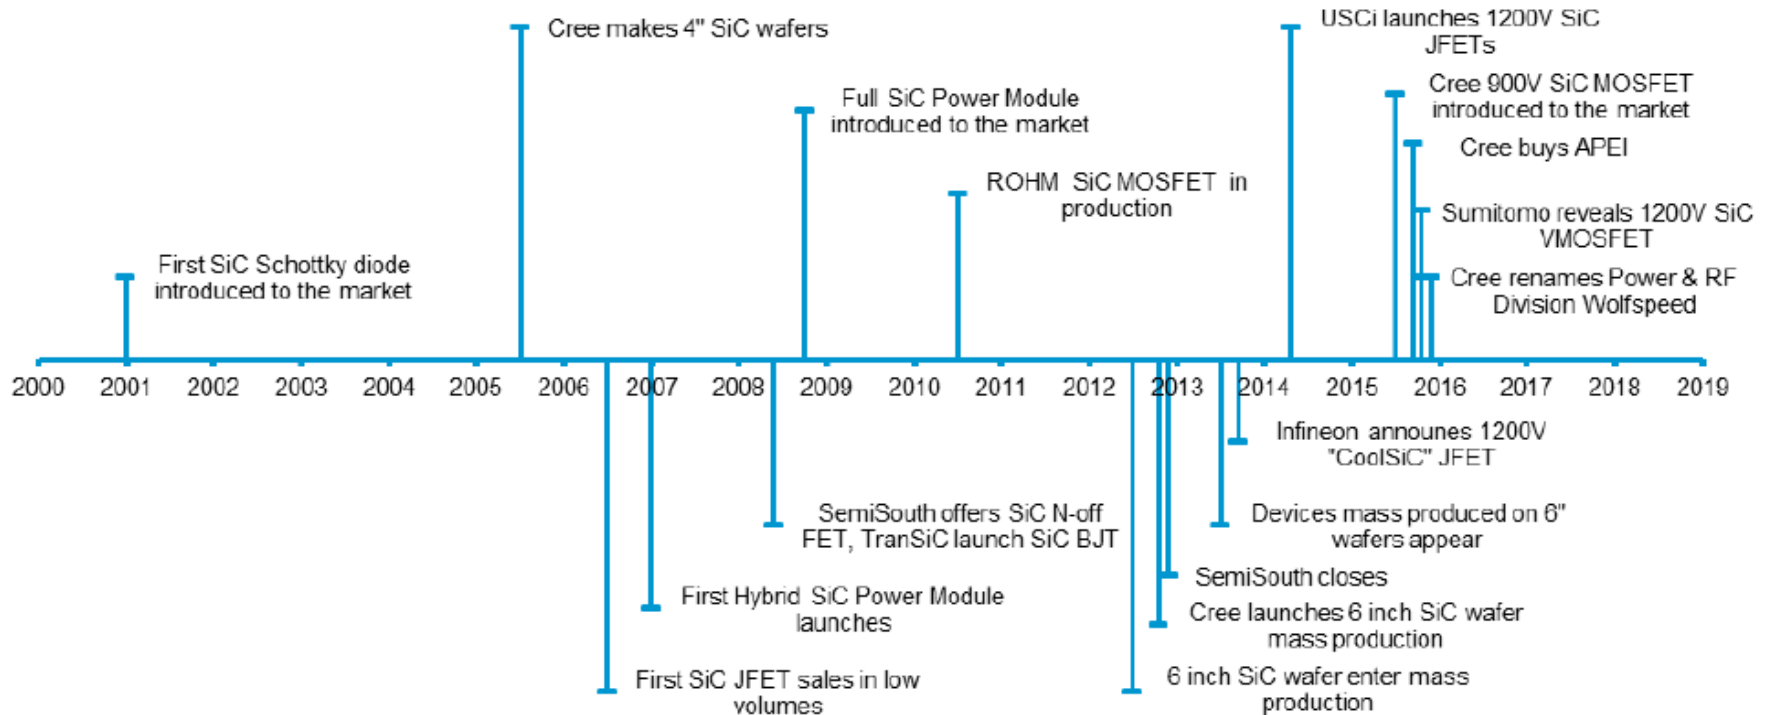 Cree makes 4" SiC wafers
USCi launches 1200V SiC
JFETs
Cree 900V SiC MOSFET
introduced to the market
Full SiC Power Module
introduced to the market
Cree buys APEI
ROHM SiC MOSFET in
production
Sumitomo reveals 1200V SiC
VMOSFET
First SiC Schottky diode
introduced to the market
Cree renames Power & RF
Division Wolfspeed
2000 2001 2002 2003 2004 2005 2006 2007 2008 2009 2010 2011 2012 2013 2014 2015 2016 2017 2018 2019
Infineon announes 1200V
"CoolSiC" JFET
SemiSouth offers SiC N-off
FET, TranSiC launch SiC BJT
Devices mass produced on 6"
wafers appear
SemiSouth closes
First Hybrid SiC Power Module
launches
Cree launches 6 inch SiC wafer
mass production
First SiC JFET sales in low
volumes
6 inch SiC wafer enter mass
production